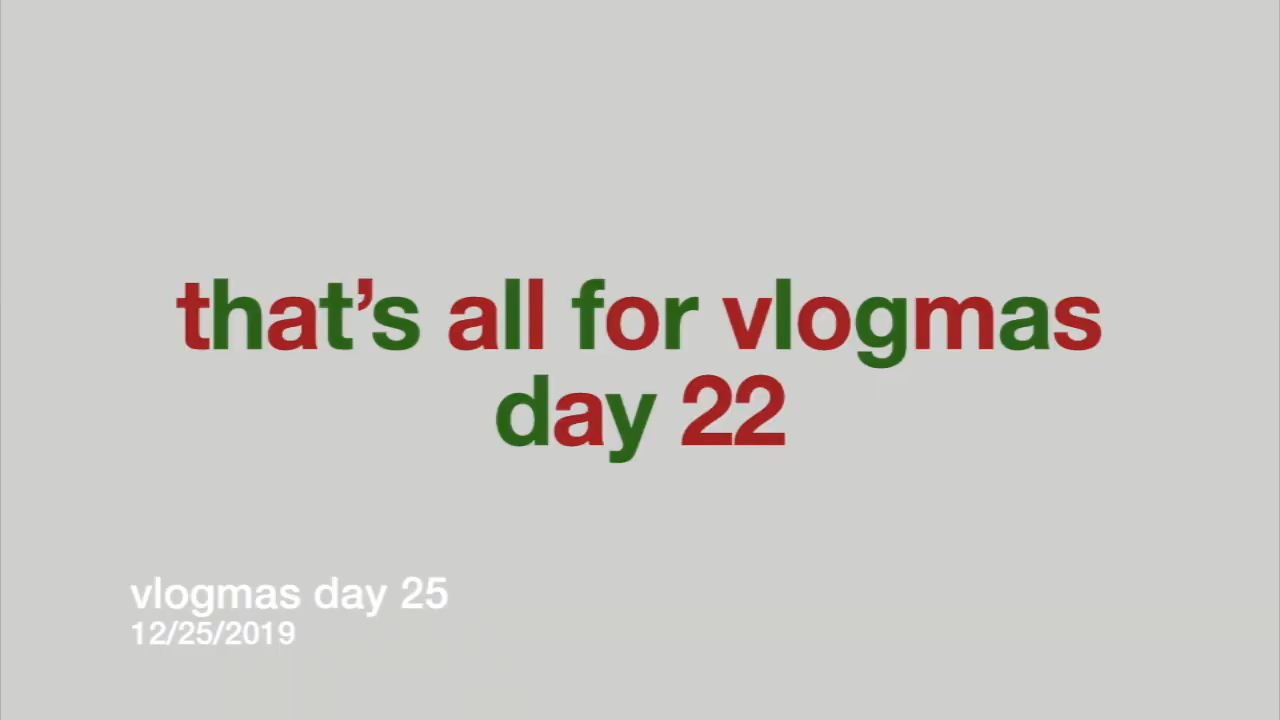 that’s all for vlogmas
day 22
vlogmas day 25
12/25/2019